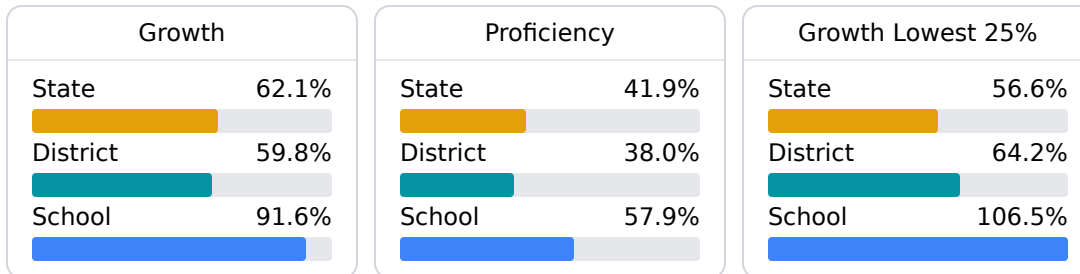 Growth
State 62.1%
District 59.8%
School 91.6%
Proficiency
State 41.9%
District 38.0%
School 57.9%
Growth Lowest 25%
State 56.6%
District 64.2%
School 106.5%